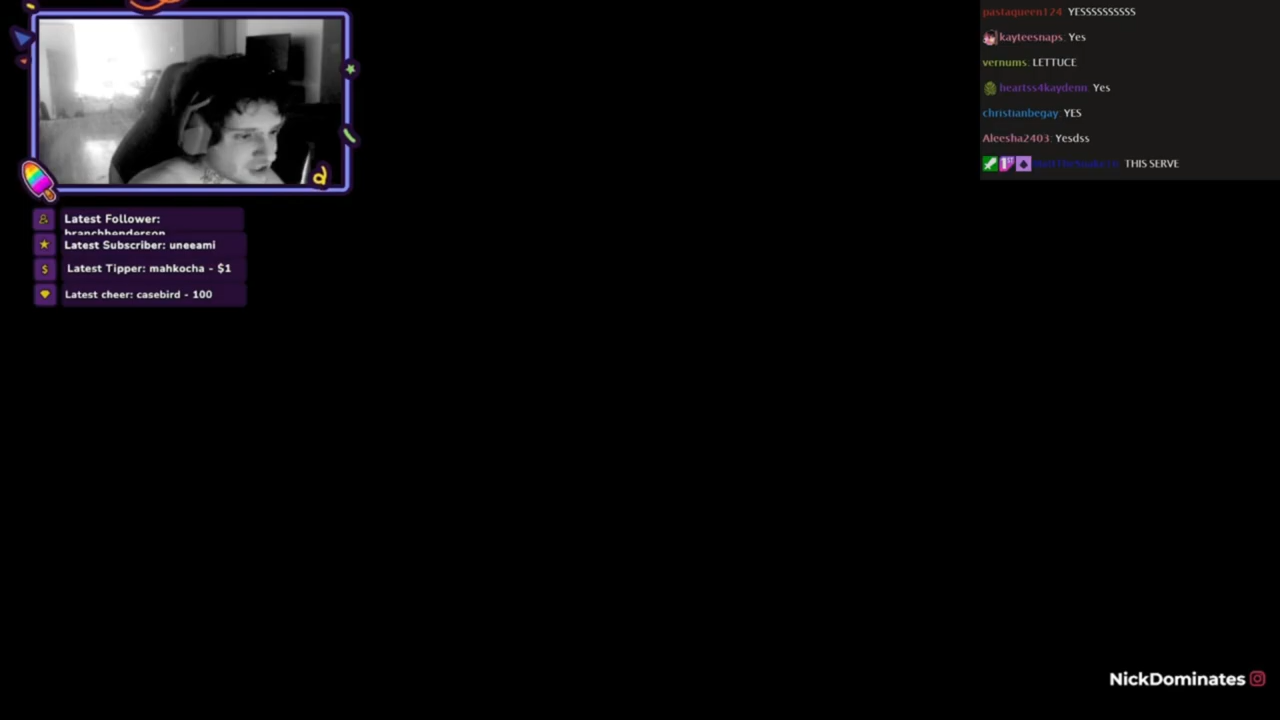 pastaqueen124: YESSSSSSSSSS
kayteesnaps: Yes
vernums: LETTUCE
heartss4kaydenn: Yes
christianbegay: YES
Aleesha2403: Yesdss
THIS SERVE
Latest Follower:
branchhenderson
Latest Subscriber: uneeami
Latest Tipper: mahkocha - $1
Latest cheer: casebird - 100
NickDominates